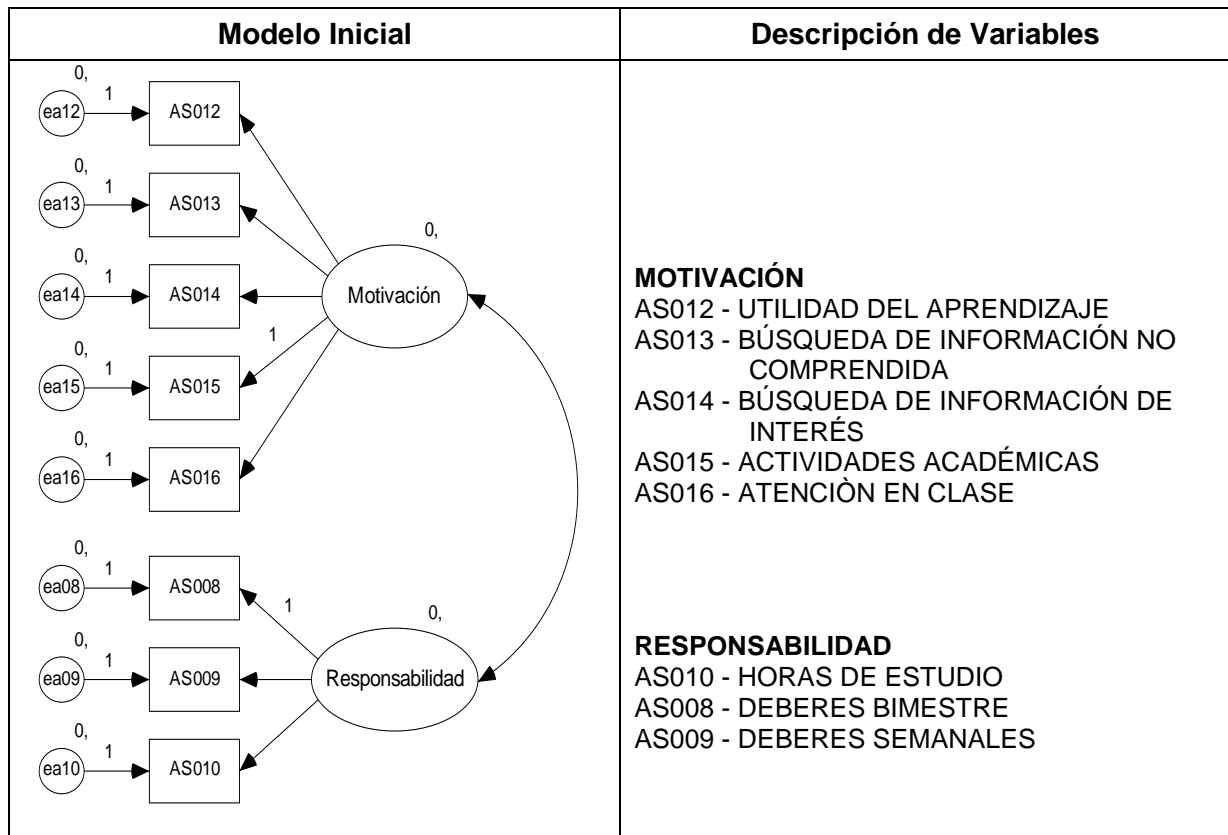 Modelo Inicial
Descripción de Variables
0,
1
ea12
AS012
0,
1
ea13
AS013
0,
0,
1
ea14
AS014
Motivación
1
0,
1
ea15
AS015
0,
1
ea16
AS016
0,
1
ea08
AS008
1
0,
0,
1
ea09
AS009
Responsabilidad
0,
1
ea10
AS010
MOTIVACIÓN
AS012 - UTILIDAD DEL APRENDIZAJE
AS013 - BÚSQUEDA DE INFORMACIÓN NO
COMPRENDIDA
AS014 - BÚSQUEDA DE INFORMACIÓN DE
INTERÉS
AS015 - ACTIVIDADES ACADÉMICAS
AS016 - ATENCIÒN EN CLASE
RESPONSABILIDAD
AS010 - HORAS DE ESTUDIO
AS008 - DEBERES BIMESTRE
AS009 - DEBERES SEMANALES